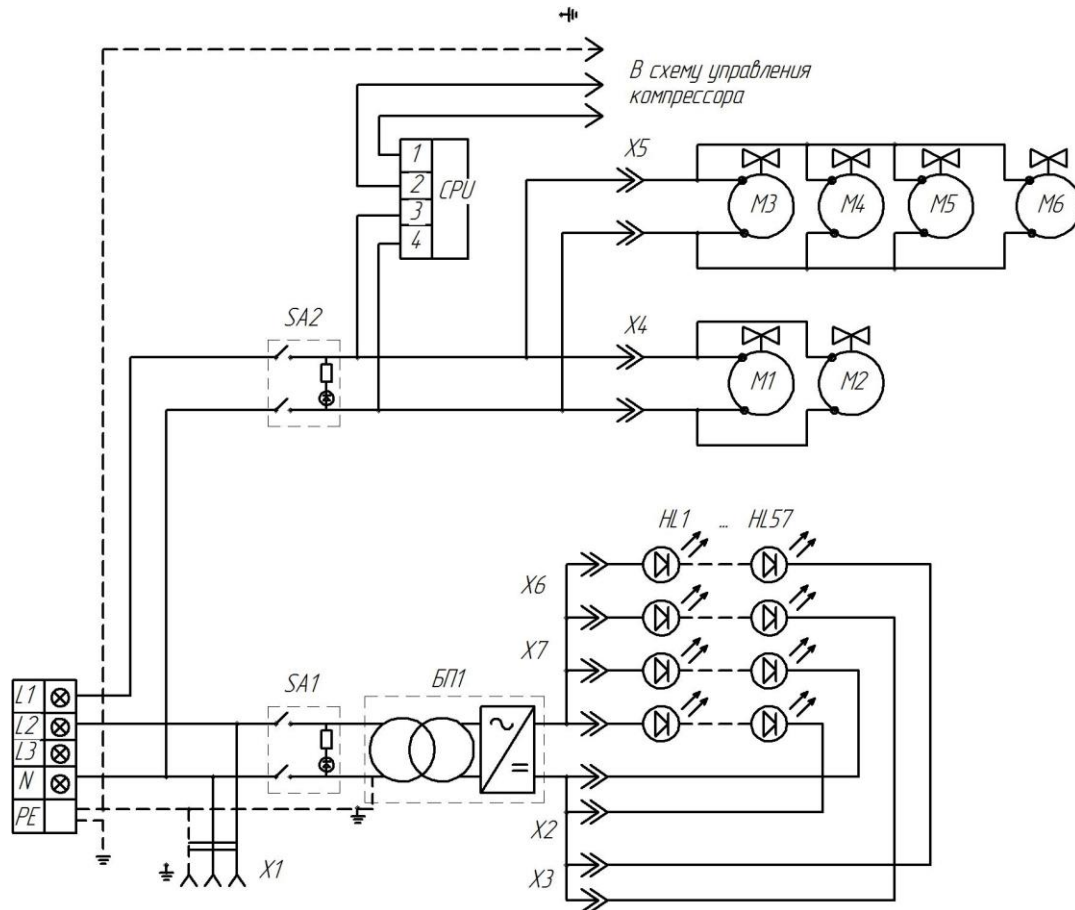 В схему управления
компрессора
X5
1
2
3
4
CPU
M3
M4
M5
M6
SA2
X4
M1
M2
HL1 ... HL57
X6
X7
SA1
БП1
L1
L2
L3
N
PE
X1
X2
X3